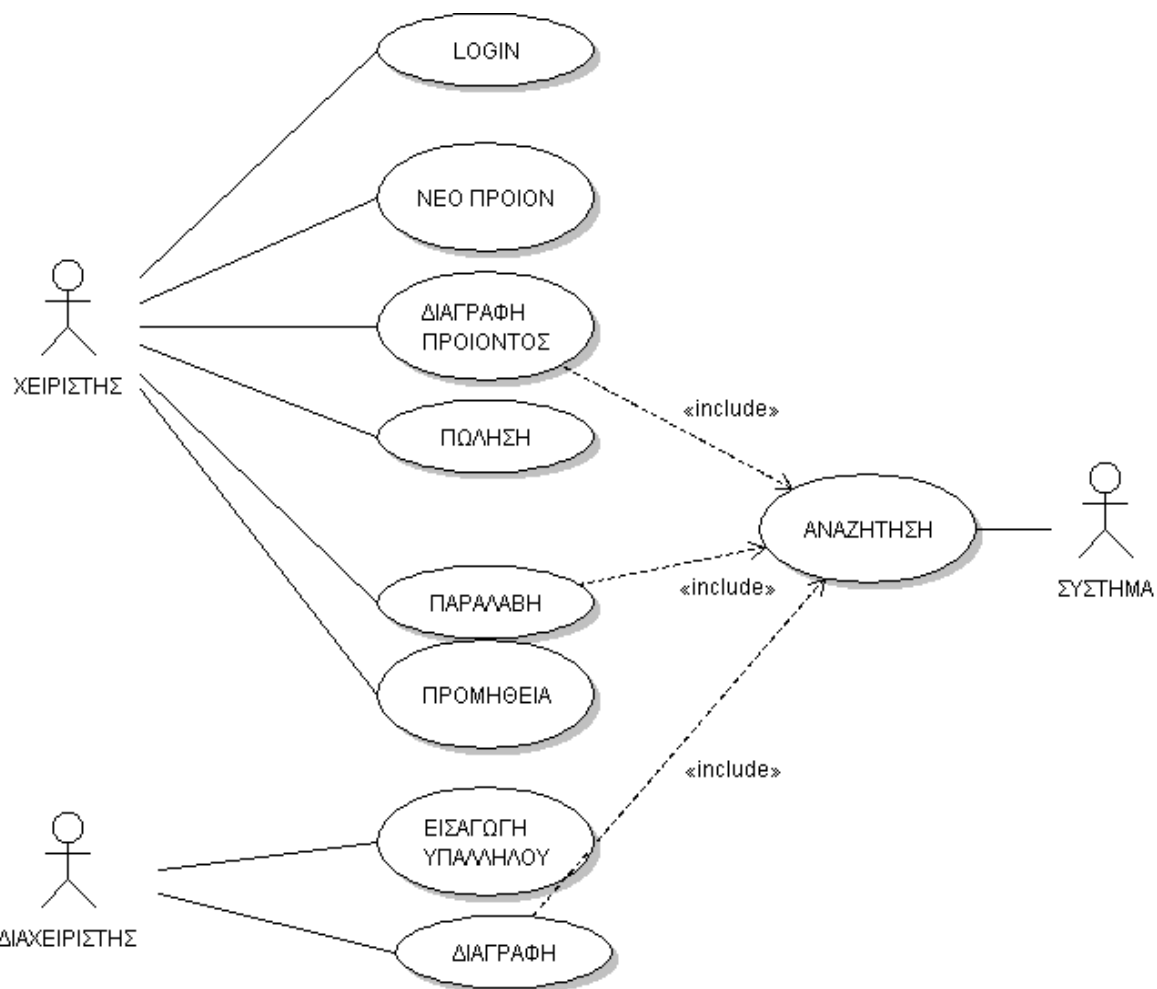 LOGIN
ΝΕΟ ΠΡΟΙΟΝ
ΔΙΑΓΡΑΦΗ
ΠΡΟΙΟΝΤΟΣ
ΧΕΙΡΙΣΤΗΣ
«include»
ΠΩΛΗΣΗ
ΑΝΑΖΗΤΗΣΗ
«include»
ΣΥΣΤΗΜΑ
ΠΑΡΑΛΑΒΗ
ΠΡΟΜΗΘΕΙΑ
«include»
ΕΙΣΑΓΩΓΗ
ΥΠΑΛΛΗΛΟΥ
ΔΙΑΧΕΙΡΙΣΤΗΣ
ΔΙΑΓΡΑΦΗ